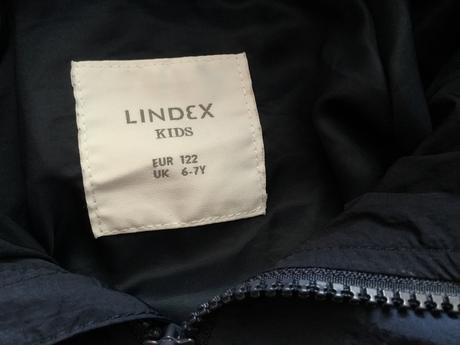 LINDEX
KIDS
EUR 122
UK 6-7Y